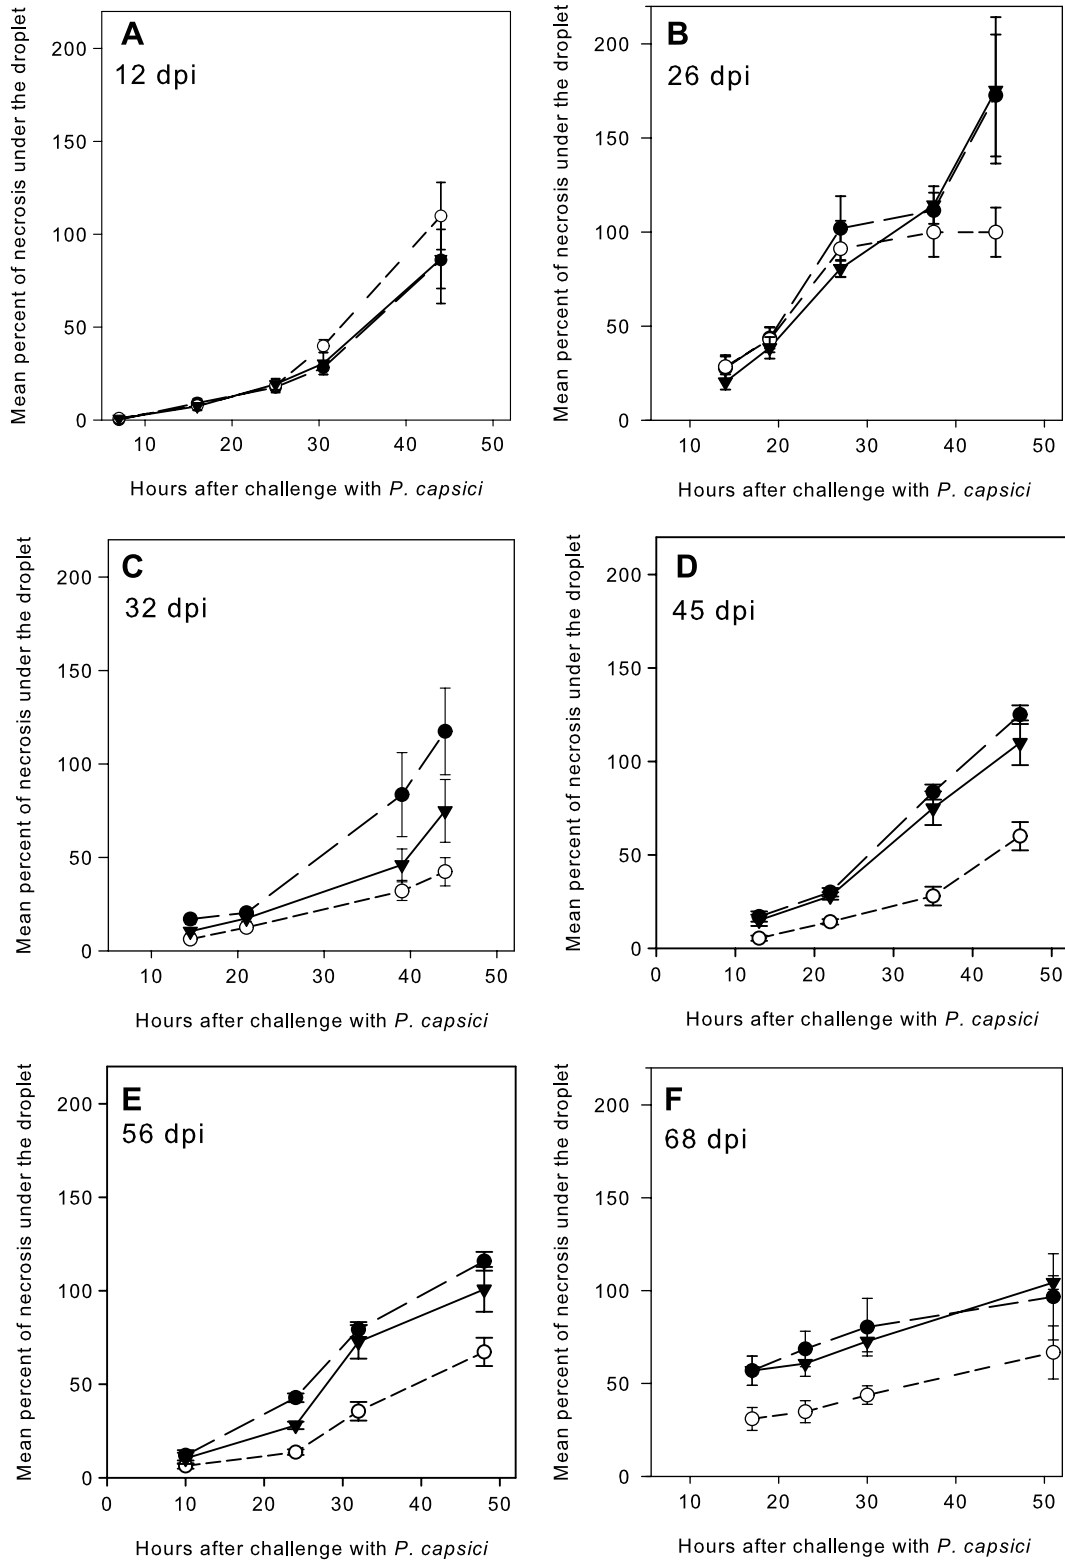 A
12 dpi
Mean percent of necrosis under the droplet
200
150
100
50
0
10 20 30 40 50
Hours after challenge with P. capsici
B
26 dpi
Mean percent of necrosis under the droplet
200
150
100
50
0
10 20 30 40 50
Hours after challenge with P. capsici
C
32 dpi
Mean percent of necrosis under the droplet
200
150
100
50
0
10 20 30 40 50
Hours after challenge with P. capsici
D
45 dpi
Mean percent of necrosis under the droplet
200
150
100
50
0
0 10 20 30 40 50
Hours after challenge with P. capsici
E
56 dpi
Mean percent of necrosis under the droplet
200
150
100
50
0
0 10 20 30 40 50
Hours after challenge with P. capsici
F
68 dpi
Mean percent of necrosis under the droplet
200
150
100
50
0
10 20 30 40 50
Hours after challenge with P. capsici